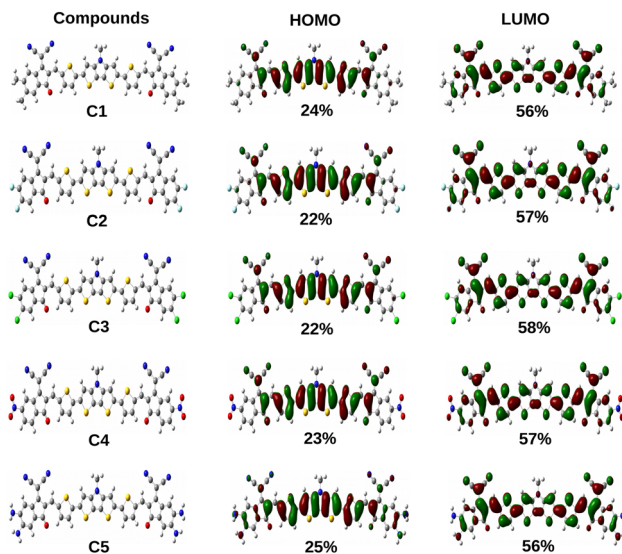 Compounds HOMO LUMO
C1 24% 56%
C2 22% 57%
C3 22% 58%
C4 23% 57%
C5 25% 56%